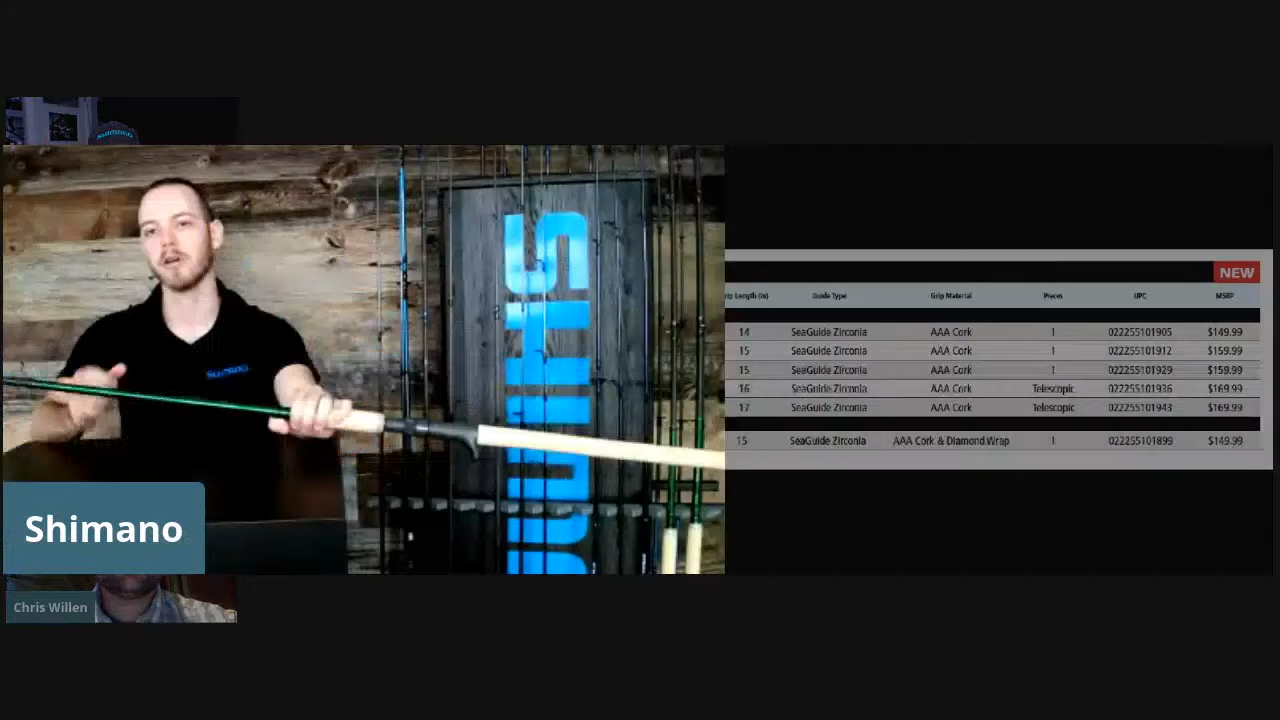 SHIMANO
SHIMANO
SHIMANO
Shimano
Chris Willen
NEW
Guide Type Grip Material Pieces UPC MSRP
14 SeaGuide Zirconia AAA Cork 1 022255101905 $149.99
15 SeaGuide Zirconia AAA Cork 1 022255101912 $159.99
15 SeaGuide Zirconia AAA Cork 1 022255101929 $159.99
16 SeaGuide Zirconia AAA Cork Telescopic 022255101936 $169.99
17 SeaGuide Zirconia AAA Cork Telescopic 022255101943 $169.99
15 SeaGuide Zirconia AAA Cork & Diamond Wrap 1 022255101899 $149.99